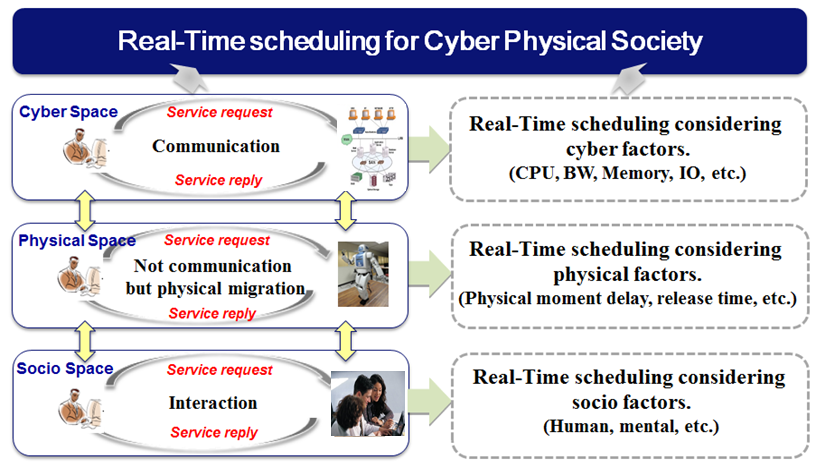 Real-Time scheduling for Cyber Physical Society
Cyber Space
Service request
Communication
Service reply
Real-Time scheduling considering
cyber factors.
(CPU, BW, Memory, IO, etc.)
Physical Space
Service request
Not communication
but physical migration
Service reply
Real-Time scheduling considering
physical factors.
(Physical moment delay, release time, etc.)
Socio Space
Service request
Interaction
Service reply
Real-Time scheduling considering
socio factors.
(Human, mental, etc.)